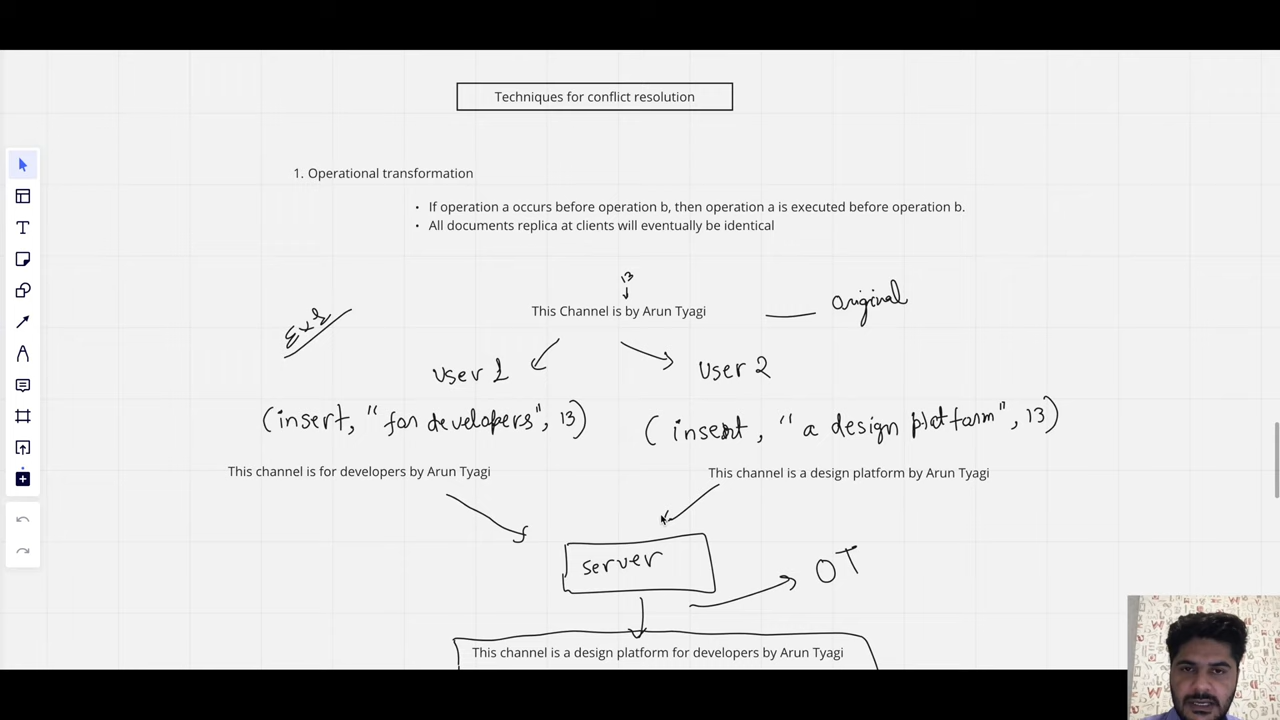 Techniques for conflict resolution
1. Operational transformation
• If operation a occurs before operation b, then operation a is executed before operation b.
• All documents replica at clients will eventually be identical
13
This Channel is by Arun Tyagi
original
Ex:
User 1
User 2
(insert, "for developers", 13)
(insert, "a design platform", 13)
This channel is for developers by Arun Tyagi
This channel is a design platform by Arun Tyagi
server
OT
This channel is a design platform for developers by Arun Tyagi